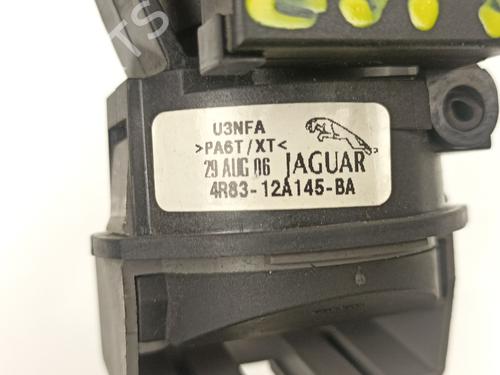 U3NFA
>PA6T/XT<
29 AUG 06 JAGUAR
4R83-12A145-BA